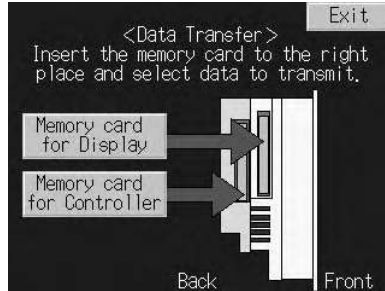 Exit
<Data Transfer>
Insert the memory card to the right
place and select data to transmit.
Memory card
for Display
Memory card
for Controller
Back
Front